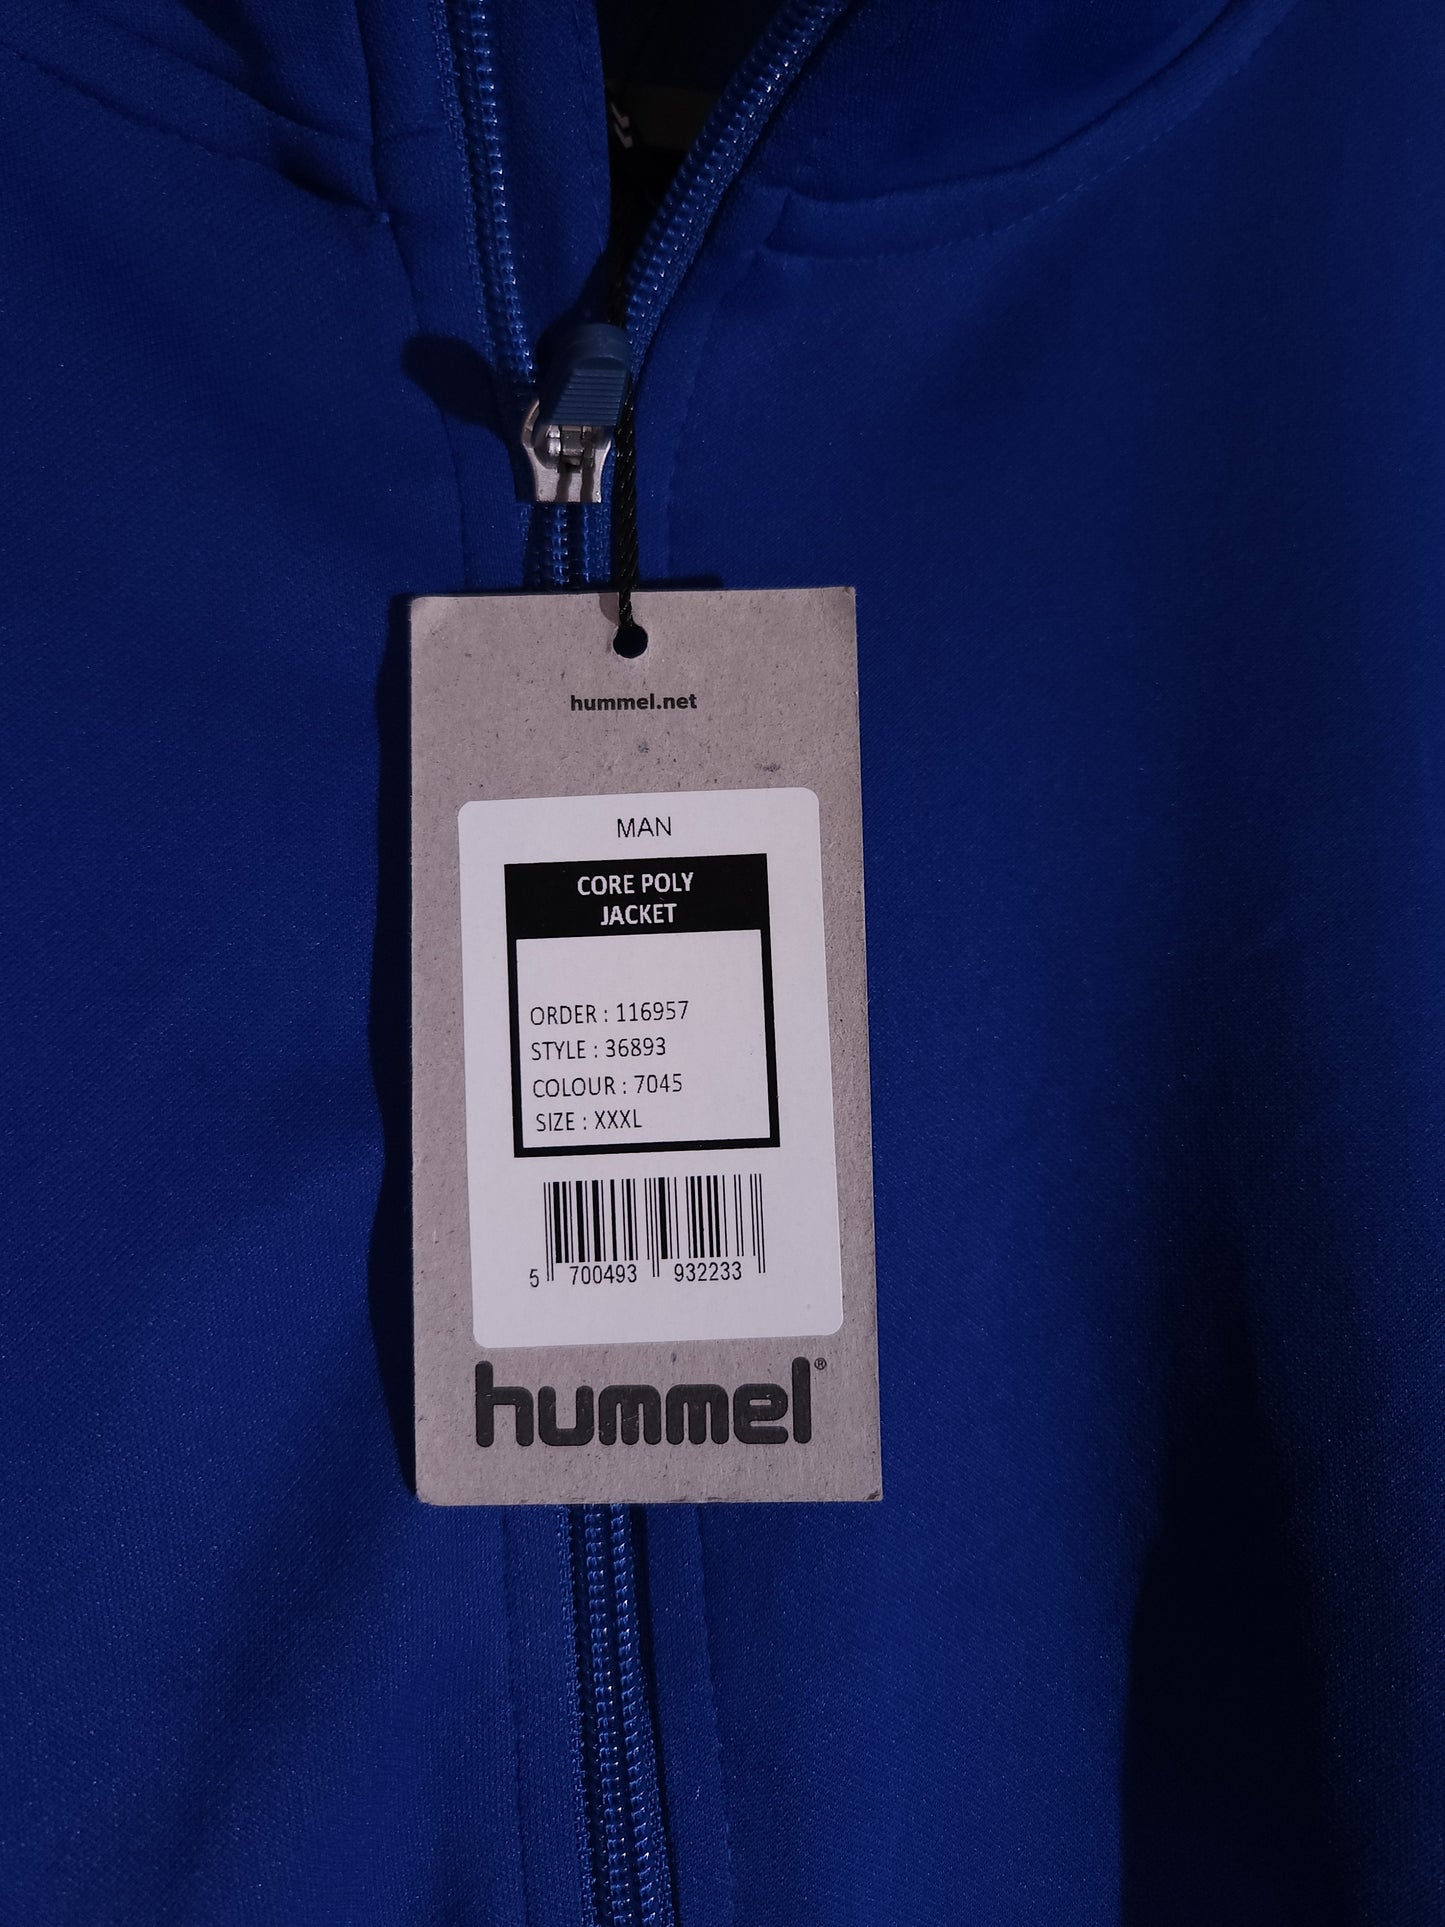 hummel.net
MAN
CORE POLY
JACKET
ORDER : 116957
STYLE : 36893
COLOUR : 7045
SIZE : XXXL
5 700493 932233
hummel®